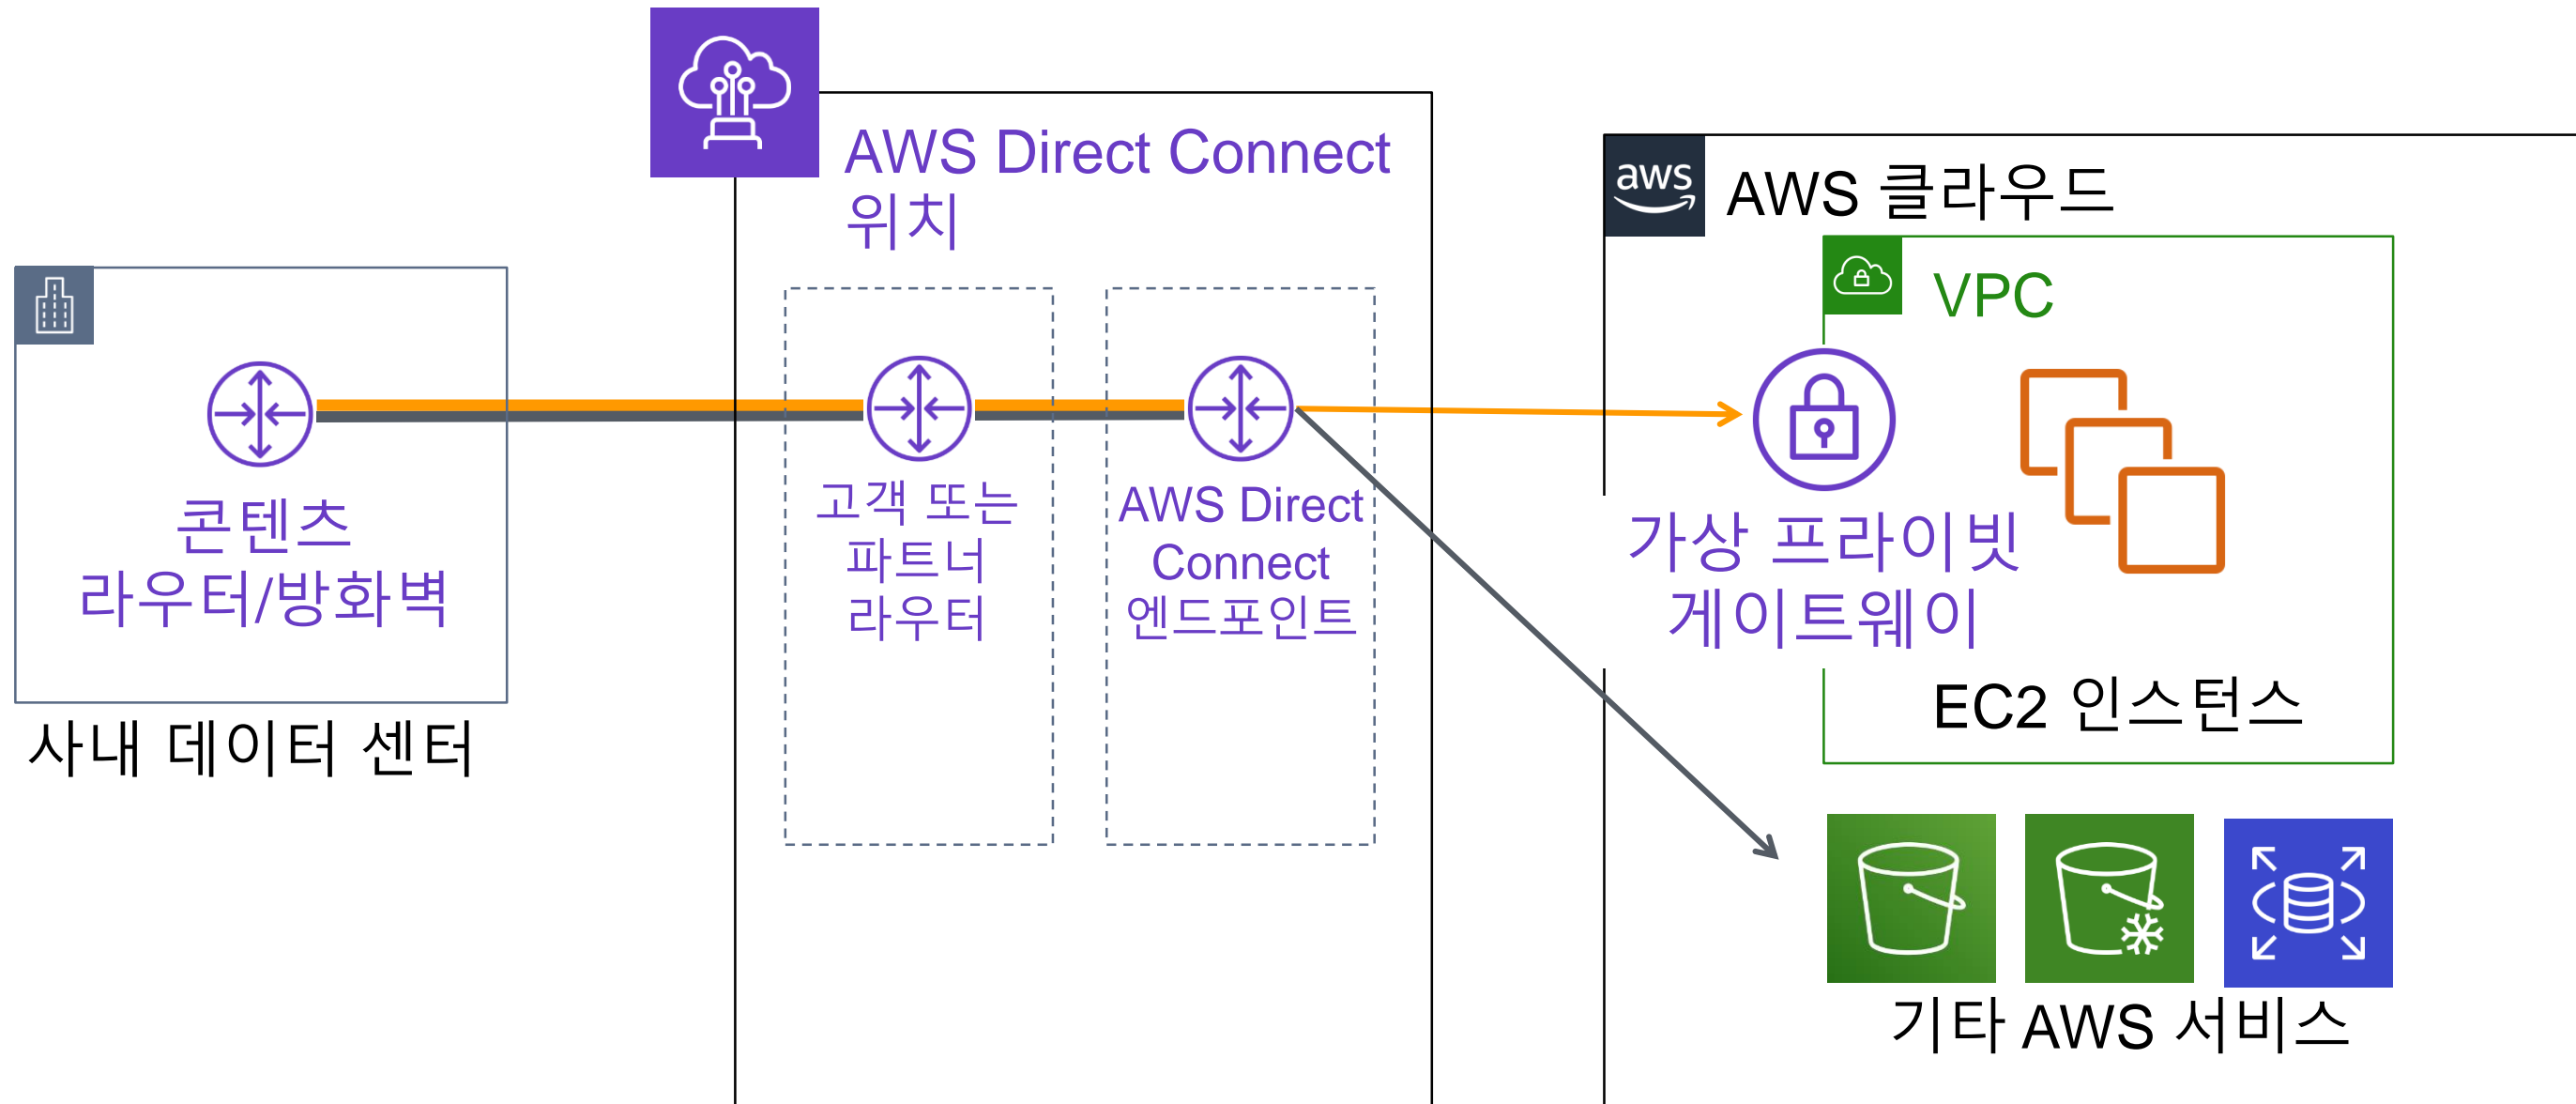 AWS Direct Connect
위치
aws
AWS 클라우드
VPC
콘텐츠
라우터/방화벽
사내 데이터 센터
고객 또는
파트너
라우터
AWS Direct
Connect
엔드포인트
가상 프라이빗
게이트웨이
EC2 인스턴스
기타 AWS 서비스